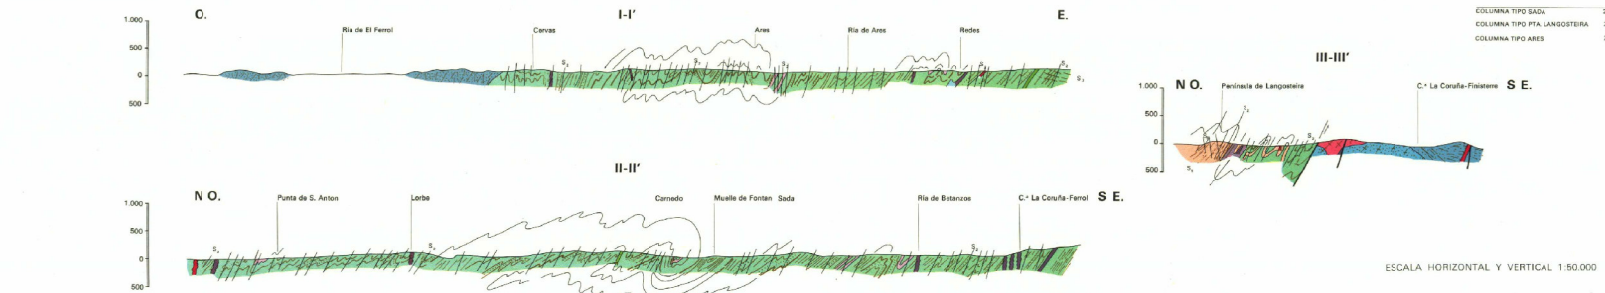 O. I-I' E.
1.000
500
0
500
Ría de El Ferrol Cervas Ares Ría de Ares Redes
S₁
COLUMNA TIPO SADA
COLUMNA TIPO PTA. LANGOSTEIRA
COLUMNA TIPO ARES
III-III'
N O. Península de Langosteira C.ª La Coruña-Finisterre S E.
1.000
500
0
500
II-II'
N O. Punta de S. Anton Lorbe Carnedo Muelle de Fontan Sada Ría de Betanzos C.ª La Coruña-Ferrol S E.
1.000
500
0
500
ESCALA HORIZONTAL Y VERTICAL 1:50.000